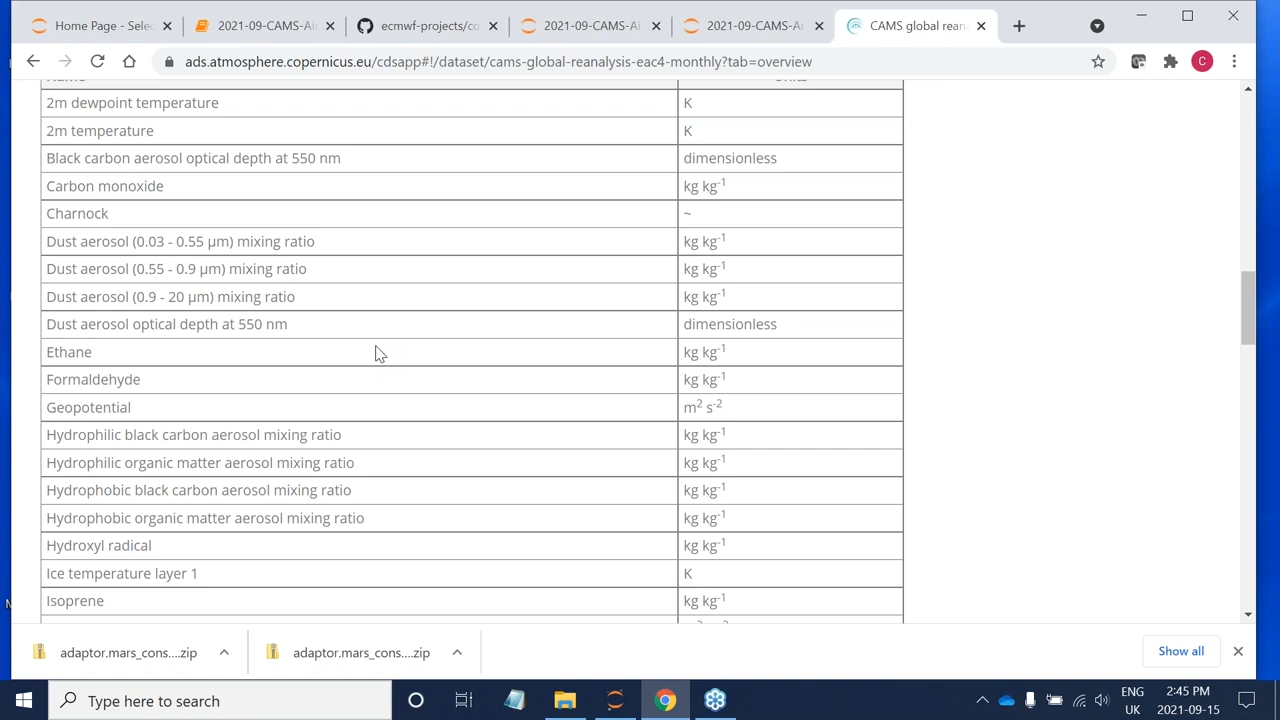 Home Page - Selec
2021-09-CAMS-Ai
ecmwf-projects/co
2021-09-CAMS-Ai
2021-09-CAMS-Ai
CAMS global rean
ads.atmosphere.copernicus.eu/cdsapp#!/dataset/cams-global-reanalysis-eac4-monthly?tab=overview
C
2m dewpoint temperature K
2m temperature K
Black carbon aerosol optical depth at 550 nm dimensionless
Carbon monoxide kg kg-1
Charnock ~
Dust aerosol (0.03 - 0.55 µm) mixing ratio kg kg-1
Dust aerosol (0.55 - 0.9 µm) mixing ratio kg kg-1
Dust aerosol (0.9 - 20 µm) mixing ratio kg kg-1
Dust aerosol optical depth at 550 nm dimensionless
Ethane kg kg-1
Formaldehyde kg kg-1
Geopotential m2 s-2
Hydrophilic black carbon aerosol mixing ratio kg kg-1
Hydrophilic organic matter aerosol mixing ratio kg kg-1
Hydrophobic black carbon aerosol mixing ratio kg kg-1
Hydrophobic organic matter aerosol mixing ratio kg kg-1
Hydroxyl radical kg kg-1
Ice temperature layer 1 K
Isoprene kg kg-1
adaptor.mars_cons....zip
adaptor.mars_cons....zip
Show all
Type here to search
ENG
UK
2:45 PM
2021-09-15